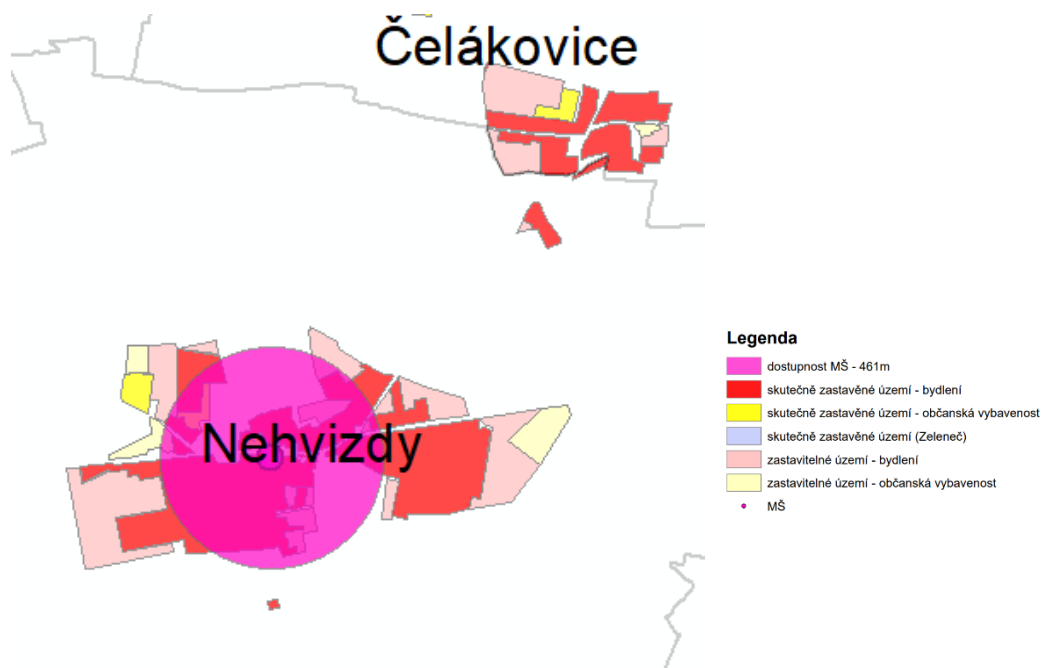 Čelákovice
Nehvizdy
Legenda
dostupnost MŠ - 461m
skutečně zastavěné území - bydlení
skutečně zastavěné území - občanská vybavenost
skutečně zastavěné území (Zeleneč)
zastavitelné území - bydlení
zastavitelné území - občanská vybavenost
MŠ